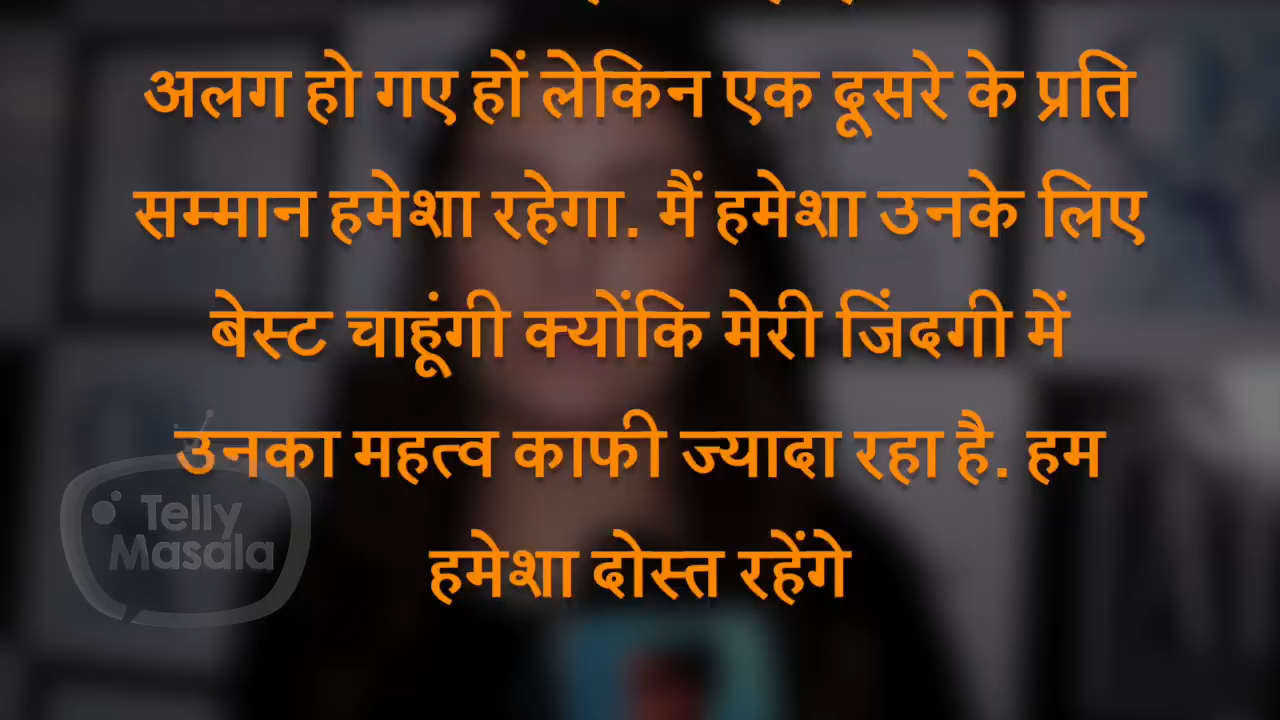 अलग हो गए हों लेकिन एक दूसरे के प्रति
सम्मान हमेशा रहेगा. मैं हमेशा उनके लिए
बेस्ट चाहूंगी क्योंकि मेरी जिंदगी में
उनका महत्व काफी ज्यादा रहा है. हम
हमेशा दोस्त रहेंगे
Telly
Masala